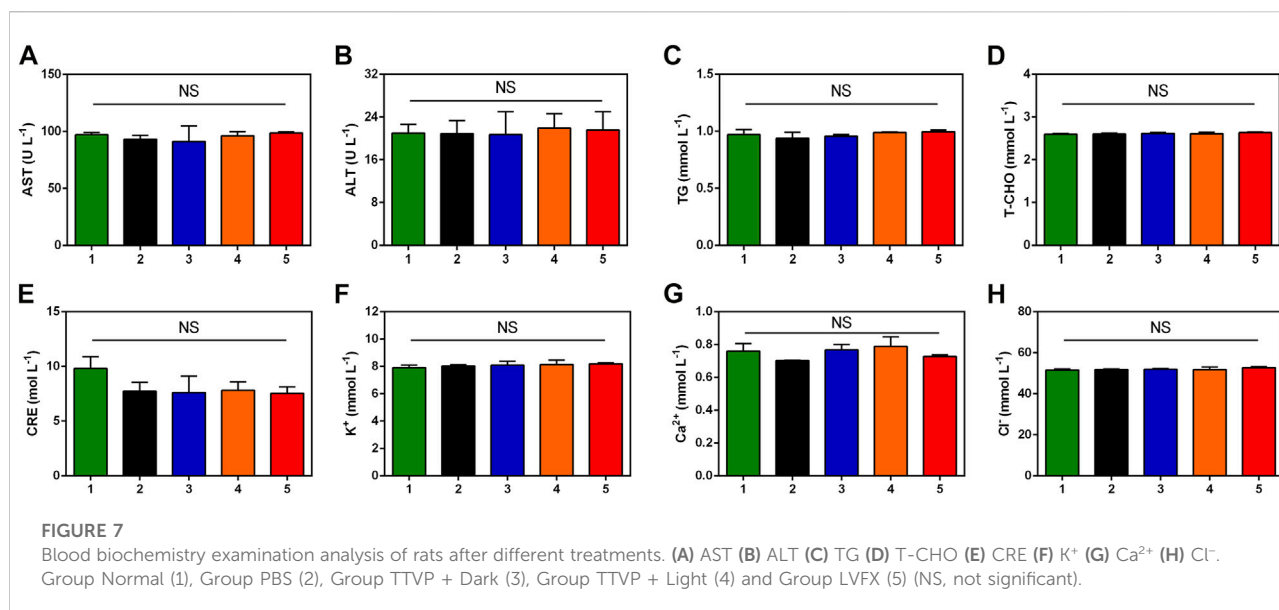 A
B
C
D
150
100
50
0
AST (U L⁻¹)
NS
1 2 3 4 5
32
24
16
8
0
ALT (U L⁻¹)
NS
1 2 3 4 5
1.5
1.0
0.5
0.0
TG (mmol L⁻¹)
NS
1 2 3 4 5
4
3
2
1
0
T-CHO (mmol L⁻¹)
NS
1 2 3 4 5
E
F
G
H
15
10
5
0
CRE (mol L⁻¹)
NS
1 2 3 4 5
12
10
8
6
4
2
0
K⁺ (mmol L⁻¹)
NS
1 2 3 4 5
1.0
0.8
0.6
0.4
0.2
0.0
Ca²⁺ (mmol L⁻¹)
NS
1 2 3 4 5
80
60
40
20
0
Cl⁻ (mmol L⁻¹)
NS
1 2 3 4 5
FIGURE 7
Blood biochemistry examination analysis of rats after different treatments. (A) AST (B) ALT (C) TG (D) T-CHO (E) CRE (F) K⁺ (G) Ca²⁺ (H) Cl⁻.
Group Normal (1), Group PBS (2), Group TTVP + Dark (3), Group TTVP + Light (4) and Group LVFX (5) (NS, not significant).